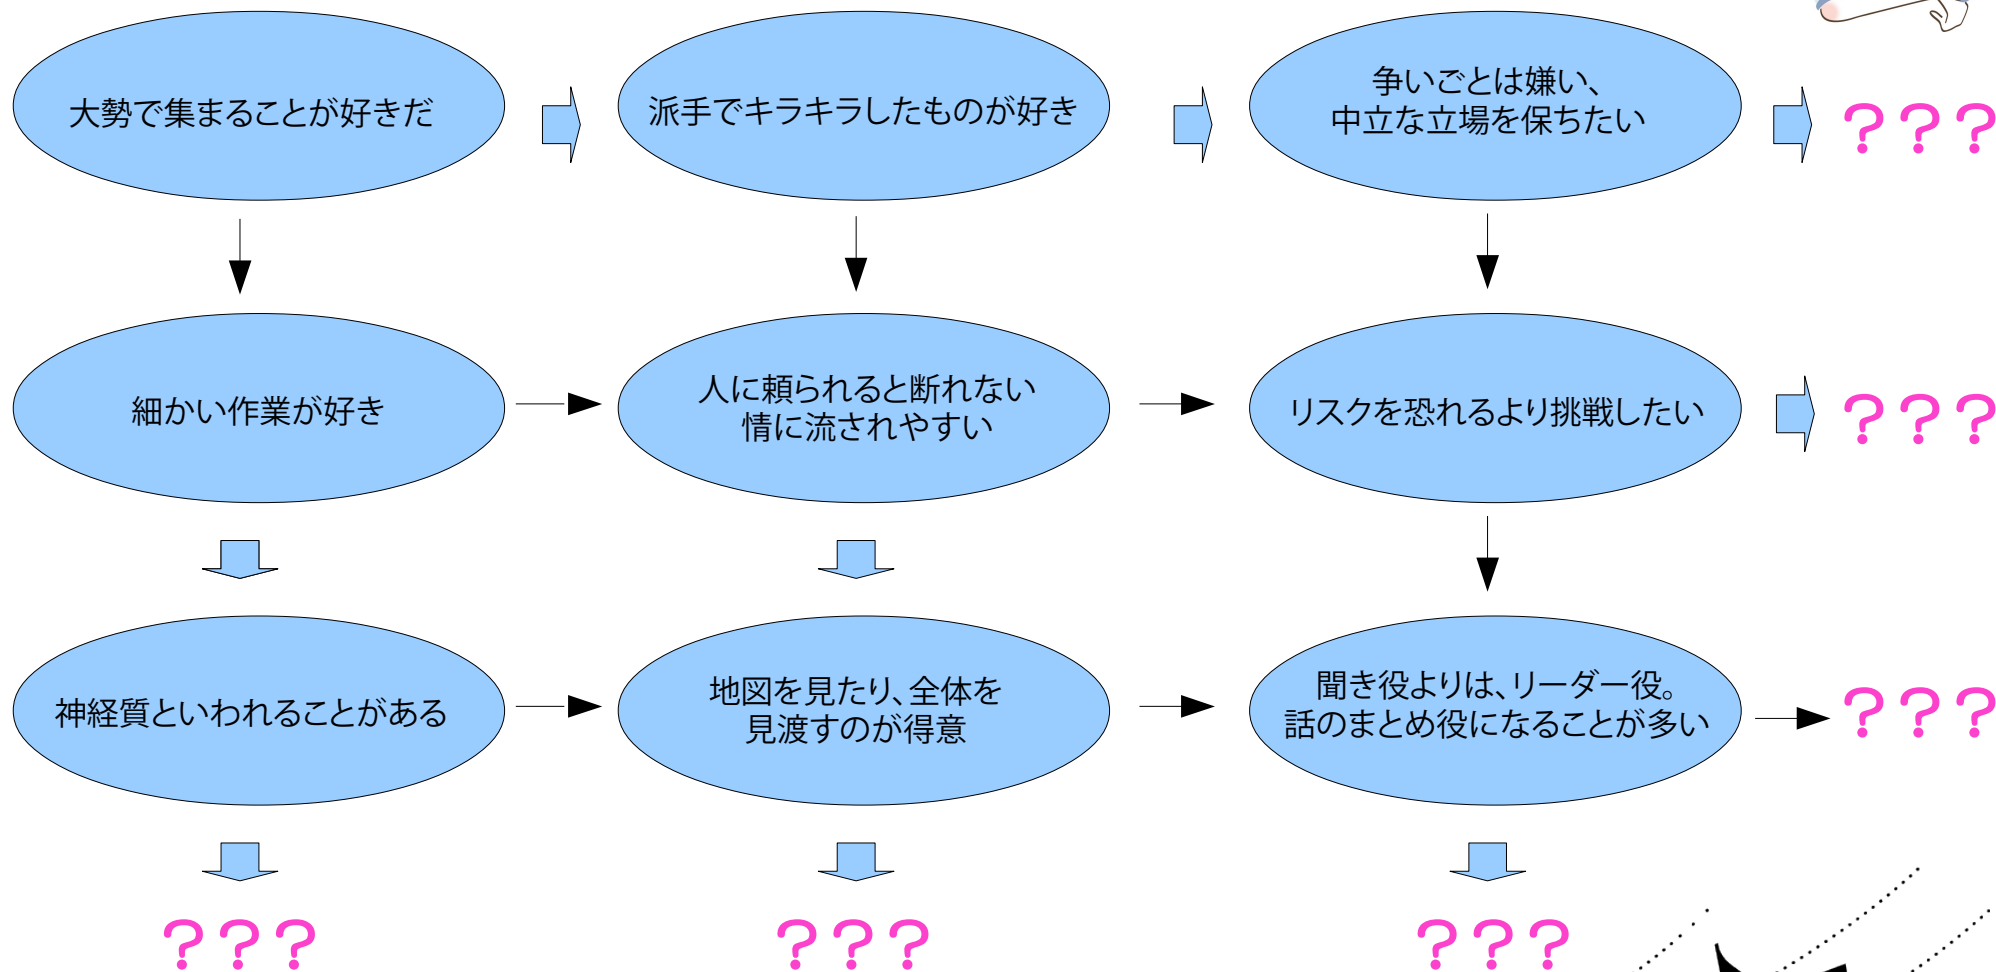 大勢で集まることが好きだ
派手でキラキラしたものが好き
争いごとは嫌い、
中立な立場を保ちたい
？？？
細かい作業が好き
人に頼られると断れない
情に流されやすい
リスクを恐れるより挑戦したい
？？？
神経質といわれることがある
地図を見たり、全体を
見渡すのが得意
聞き役よりは、リーダー役。
話のまとめ役になることが多い
？？？
？？？
？？？
？？？